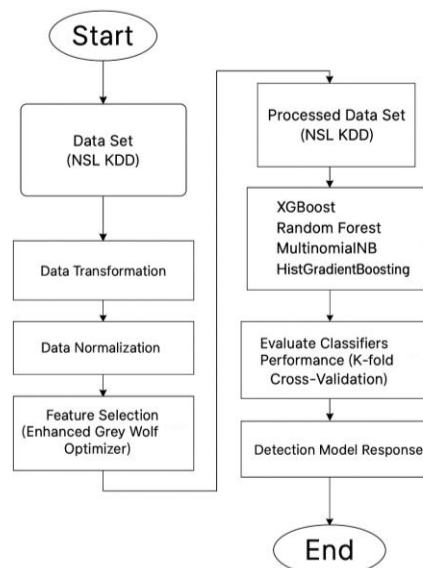 Start
Data Set
(NSL KDD)
Data Transformation
Data Normalization
Feature Selection
(Enhanced Grey Wolf
Optimizer)
Processed Data Set
(NSL KDD)
XGBoost
Random Forest
MultinomialNB
HistGradientBoosting
Evaluate Classifiers
Performance (K-fold
Cross-Validation)
Detection Model Response
End